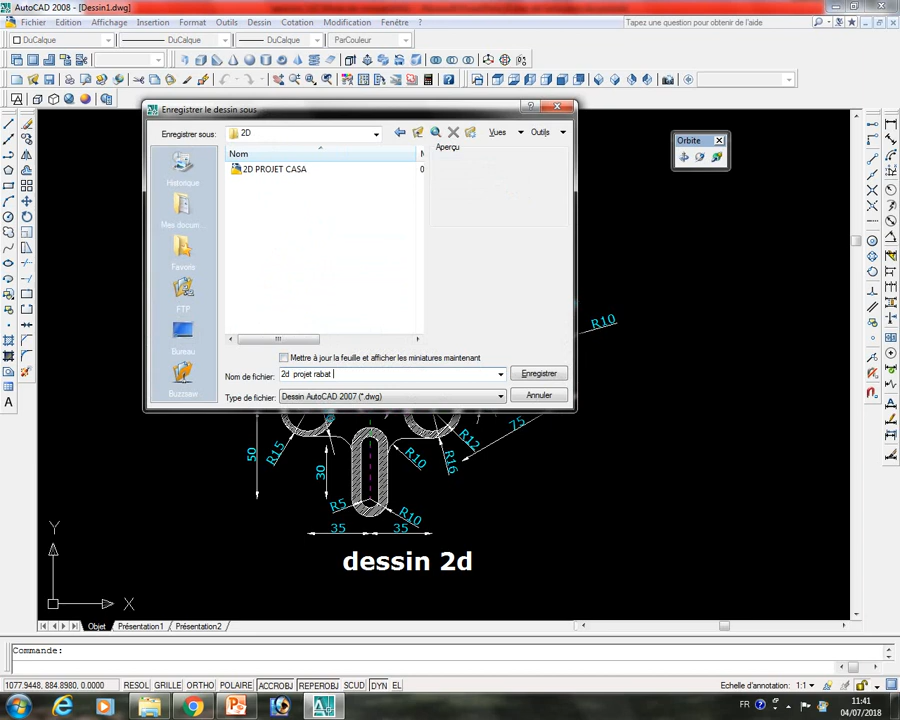 AutoCAD 2008 - [Dessin1.dwg]
Fichier Edition Affichage Insertion Format Outils Dessin Cotation Modification Fenêtre ?
Tapez une question pour obtenir de l'aide
DuCalque DuCalque DuCalque ParCouleur
Enregistrer le dessin sous
Enregistrer sous: 2D Vues Outils
Nom Aperçu
2D PROJET CASA 0
Historique
Mes docum...
Favoris
FTP
Bureau
Buzzsaw
Mettre à jour la feuille et afficher les miniatures maintenant
Nom de fichier: 2d projet rabat Enregistrer
Type de fichier: Dessin AutoCAD 2007 (*.dwg) Annuler
Orbite
R10
75
50 R15 R12
30 R10 R16
R5 R10
35 35
dessin 2d
Y
X
Objet Présentation1 Présentation2
Commande:
1077.9448, 884.8980, 0.0000 RESOL GRILLE ORTHO POLAIRE ACCROBJ REPEROBJ SCUD DYN EL Echelle d'annotation: 1:1
FR 11:41
04/07/2018